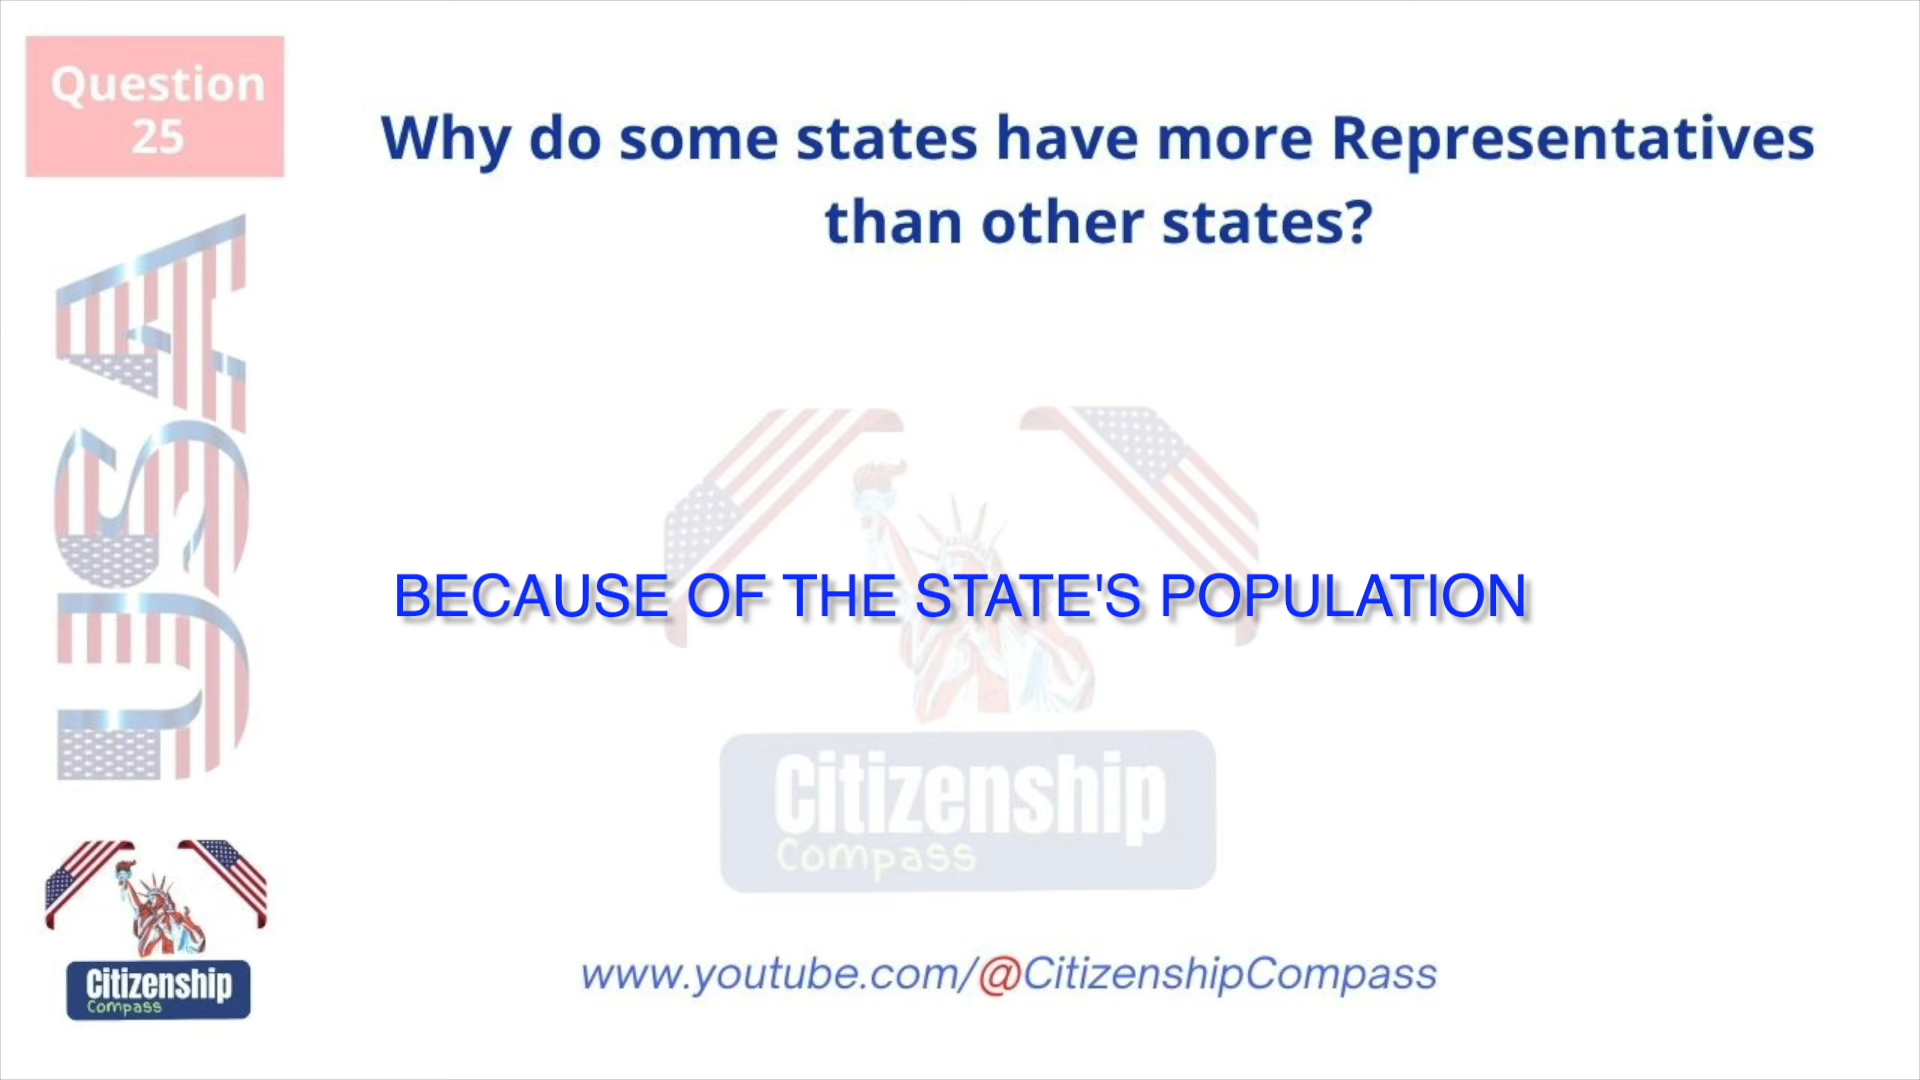 Question
25
Why do some states have more Representatives
than other states?
USA
BECAUSE OF THE STATE'S POPULATION
Citizenship
Compass
Citizenship
Compass
www.youtube.com/@CitizenshipCompass